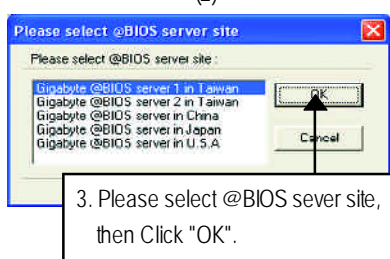 (2)
Please select @BIOS server site
Please select @BIOS server site :
Gigabyte @BIOS server 1 in Taiwan
Gigabyte @BIOS server 2 in Taiwan
Gigabyte @BIOS server in China
Gigabyte @BIOS server in Japan
Gigabyte @BIOS server in U.S.A
OK
Cancel
3. Please select @BIOS sever site,
then Click "OK".